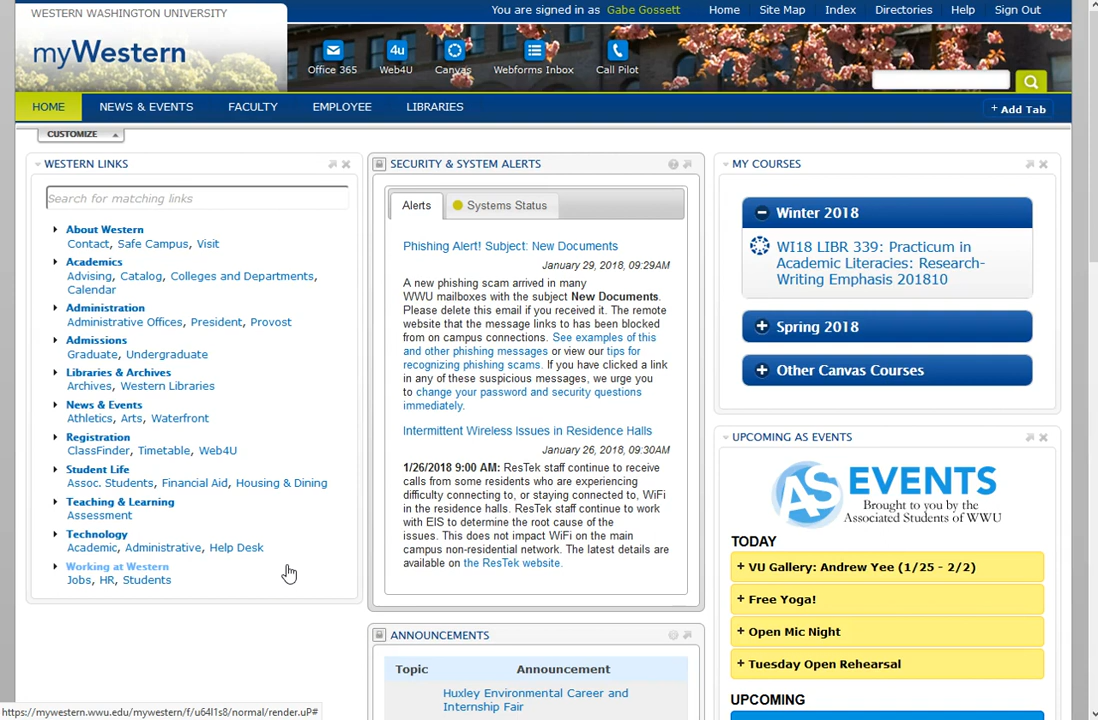 WESTERN WASHINGTON UNIVERSITY
You are signed in as Gabe Gossett Home Site Map Index Directories Help Sign Out
myWestern
4u
Office 365 Web4U Canvas Webforms Inbox Call Pilot
HOME NEWS & EVENTS FACULTY EMPLOYEE LIBRARIES + Add Tab
CUSTOMIZE
WESTERN LINKS
Search for matching links
About Western
Contact, Safe Campus, Visit
Academics
Advising, Catalog, Colleges and Departments,
Calendar
Administration
Administrative Offices, President, Provost
Admissions
Graduate, Undergraduate
Libraries & Archives
Archives, Western Libraries
News & Events
Athletics, Arts, Waterfront
Registration
ClassFinder, Timetable, Web4U
Student Life
Assoc. Students, Financial Aid, Housing & Dining
Teaching & Learning
Assessment
Technology
Academic, Administrative, Help Desk
Working at Western
Jobs, HR, Students
SECURITY & SYSTEM ALERTS
Alerts Systems Status
Phishing Alert! Subject: New Documents
January 29, 2018, 09:29AM
A new phishing scam arrived in many
WWU mailboxes with the subject New Documents.
Please delete this email if you received it. The remote
website that the message links to has been blocked
from on campus connections. See examples of this
and other phishing messages or view our tips for
recognizing phishing scams. If you have clicked a link
in any of these suspicious messages, we urge you
to change your password and security questions
immediately.
Intermittent Wireless Issues in Residence Halls
January 26, 2018, 09:30AM
1/26/2018 9:00 AM: ResTek staff continue to receive
calls from some residents who are experiencing
difficulty connecting to, or staying connected to, WiFi
in the residence halls. ResTek staff continue to work
with EIS to determine the root cause of the
issues. This does not impact WiFi on the main
campus non-residential network. The latest details are
available on the ResTek website.
ANNOUNCEMENTS
Topic Announcement
Huxley Environmental Career and
Internship Fair
MY COURSES
Winter 2018
WI18 LIBR 339: Practicum in
Academic Literacies: Research-
Writing Emphasis 201810
Spring 2018
Other Canvas Courses
UPCOMING AS EVENTS
AS EVENTS
Brought to you by the
Associated Students of WWU
TODAY
+ VU Gallery: Andrew Yee (1/25 - 2/2)
+ Free Yoga!
+ Open Mic Night
+ Tuesday Open Rehearsal
UPCOMING
https://mywestern.wwu.edu/mywestern/f/u64l1s8/normal/render.uP#